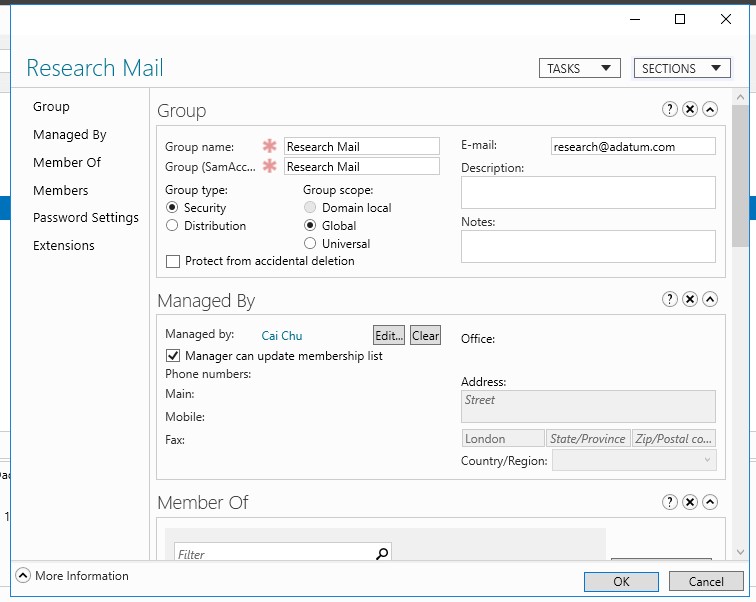 Research Mail
TASKS
SECTIONS
Group
Managed By
Member Of
Members
Password Settings
Extensions
Group
Group name:
Research Mail
Group (SamAcc...
Research Mail
Group type:
Group scope:
Security
Domain local
Distribution
Global
Universal
Protect from accidental deletion
E-mail:
research@adatum.com
Description:
Notes:
Managed By
Managed by:
Cai Chu
Edit...
Clear
Manager can update membership list
Phone numbers:
Main:
Mobile:
Fax:
Office:
Address:
Street
London
State/Province
Zip/Postal co...
Country/Region:
Member Of
Filter
More Information
OK
Cancel